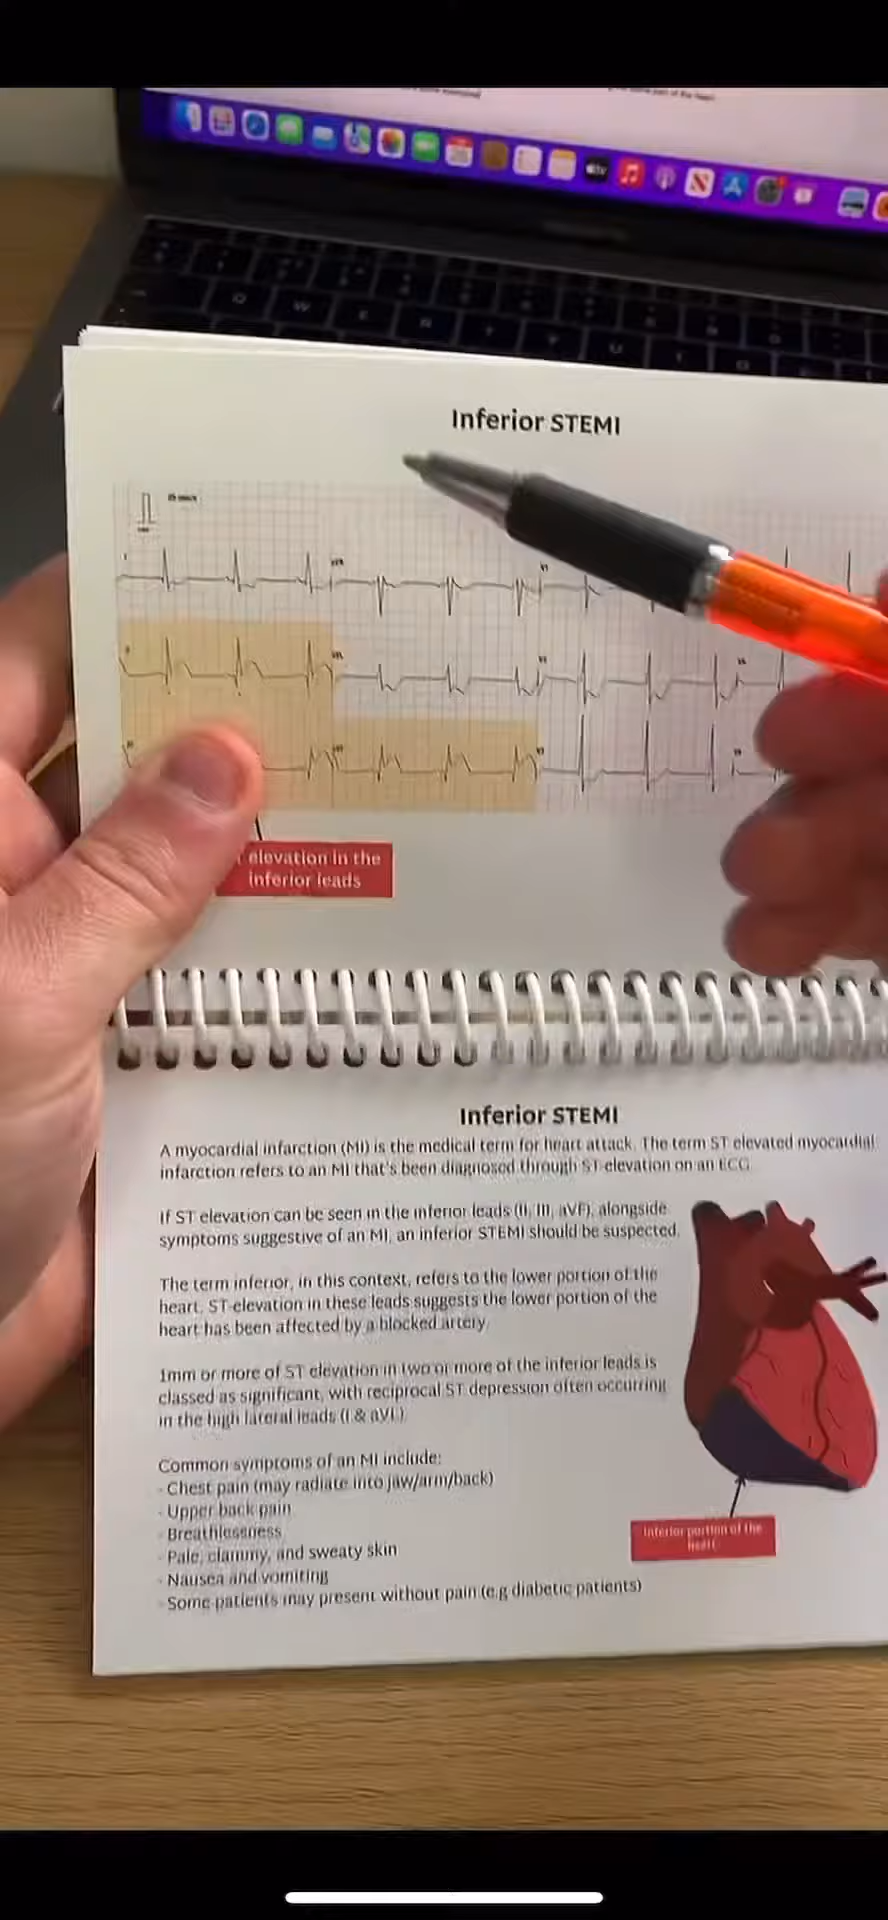 Inferior STEMI
elevation in the
inferior leads
Inferior STEMI
A myocardial infarction (MI) is the medical term for heart attack. The term ST elevated myocardial
infarction refers to an MI that's been diagnosed through ST-elevation on an ECG.
If ST elevation can be seen in the inferior leads (II, III, aVF), alongside
symptoms suggestive of an MI, an inferior STEMI should be suspected.
The term inferior, in this context, refers to the lower portion of the
heart. ST-elevation in these leads suggests the lower portion of the
heart has been affected by a blocked artery.
1mm or more of ST elevation in two or more of the inferior leads is
classed as significant, with reciprocal ST depression often occurring
in the high lateral leads (I & aVL)
Common symptoms of an MI include:
- Chest pain (may radiate into jaw/arm/back)
- Upper back pain
- Breathlessness
- Pale, clammy, and sweaty skin
- Nausea and vomiting
- Some patients may present without pain (e.g diabetic patients)
Inferior portion of the
heart